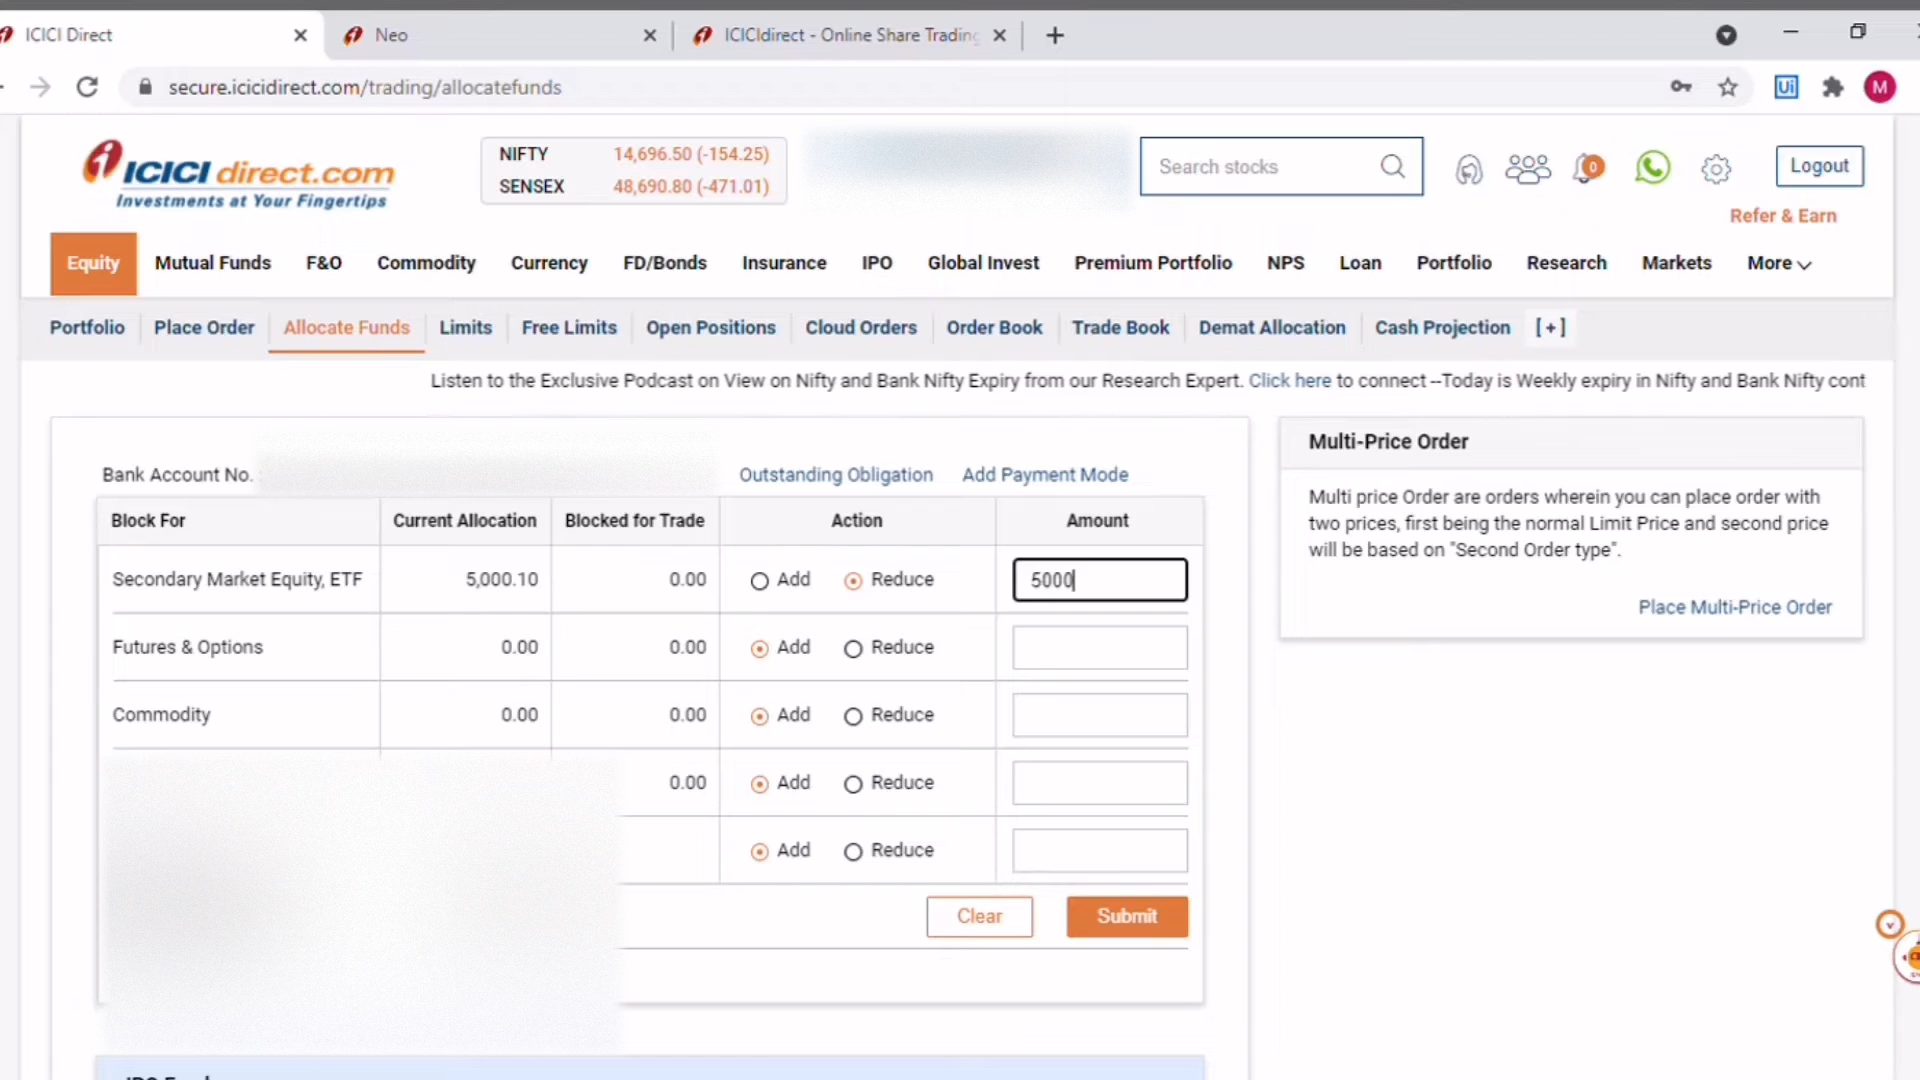 ICICI Direct
Neo
ICICIdirect - Online Share Trading
secure.icicidirect.com/trading/allocatefunds
Ui
M
ICICI direct.com
Investments at Your Fingertips
NIFTY 14,696.50 (-154.25)
SENSEX 48,690.80 (-471.01)
Search stocks
0
Logout
Refer & Earn
Equity Mutual Funds F&O Commodity Currency FD/Bonds Insurance IPO Global Invest Premium Portfolio NPS Loan Portfolio Research Markets More
Portfolio Place Order Allocate Funds Limits Free Limits Open Positions Cloud Orders Order Book Trade Book Demat Allocation Cash Projection [+]
Listen to the Exclusive Podcast on View on Nifty and Bank Nifty Expiry from our Research Expert. Click here to connect --Today is Weekly expiry in Nifty and Bank Nifty cont
Bank Account No. Outstanding Obligation Add Payment Mode
Block For Current Allocation Blocked for Trade Action Amount
Secondary Market Equity, ETF 5,000.10 0.00 Add Reduce 5000
Futures & Options 0.00 0.00 Add Reduce
Commodity 0.00 0.00 Add Reduce
0.00 Add Reduce
Add Reduce
Clear Submit
Multi-Price Order
Multi price Order are orders wherein you can place order with
two prices, first being the normal Limit Price and second price
will be based on "Second Order type".
Place Multi-Price Order